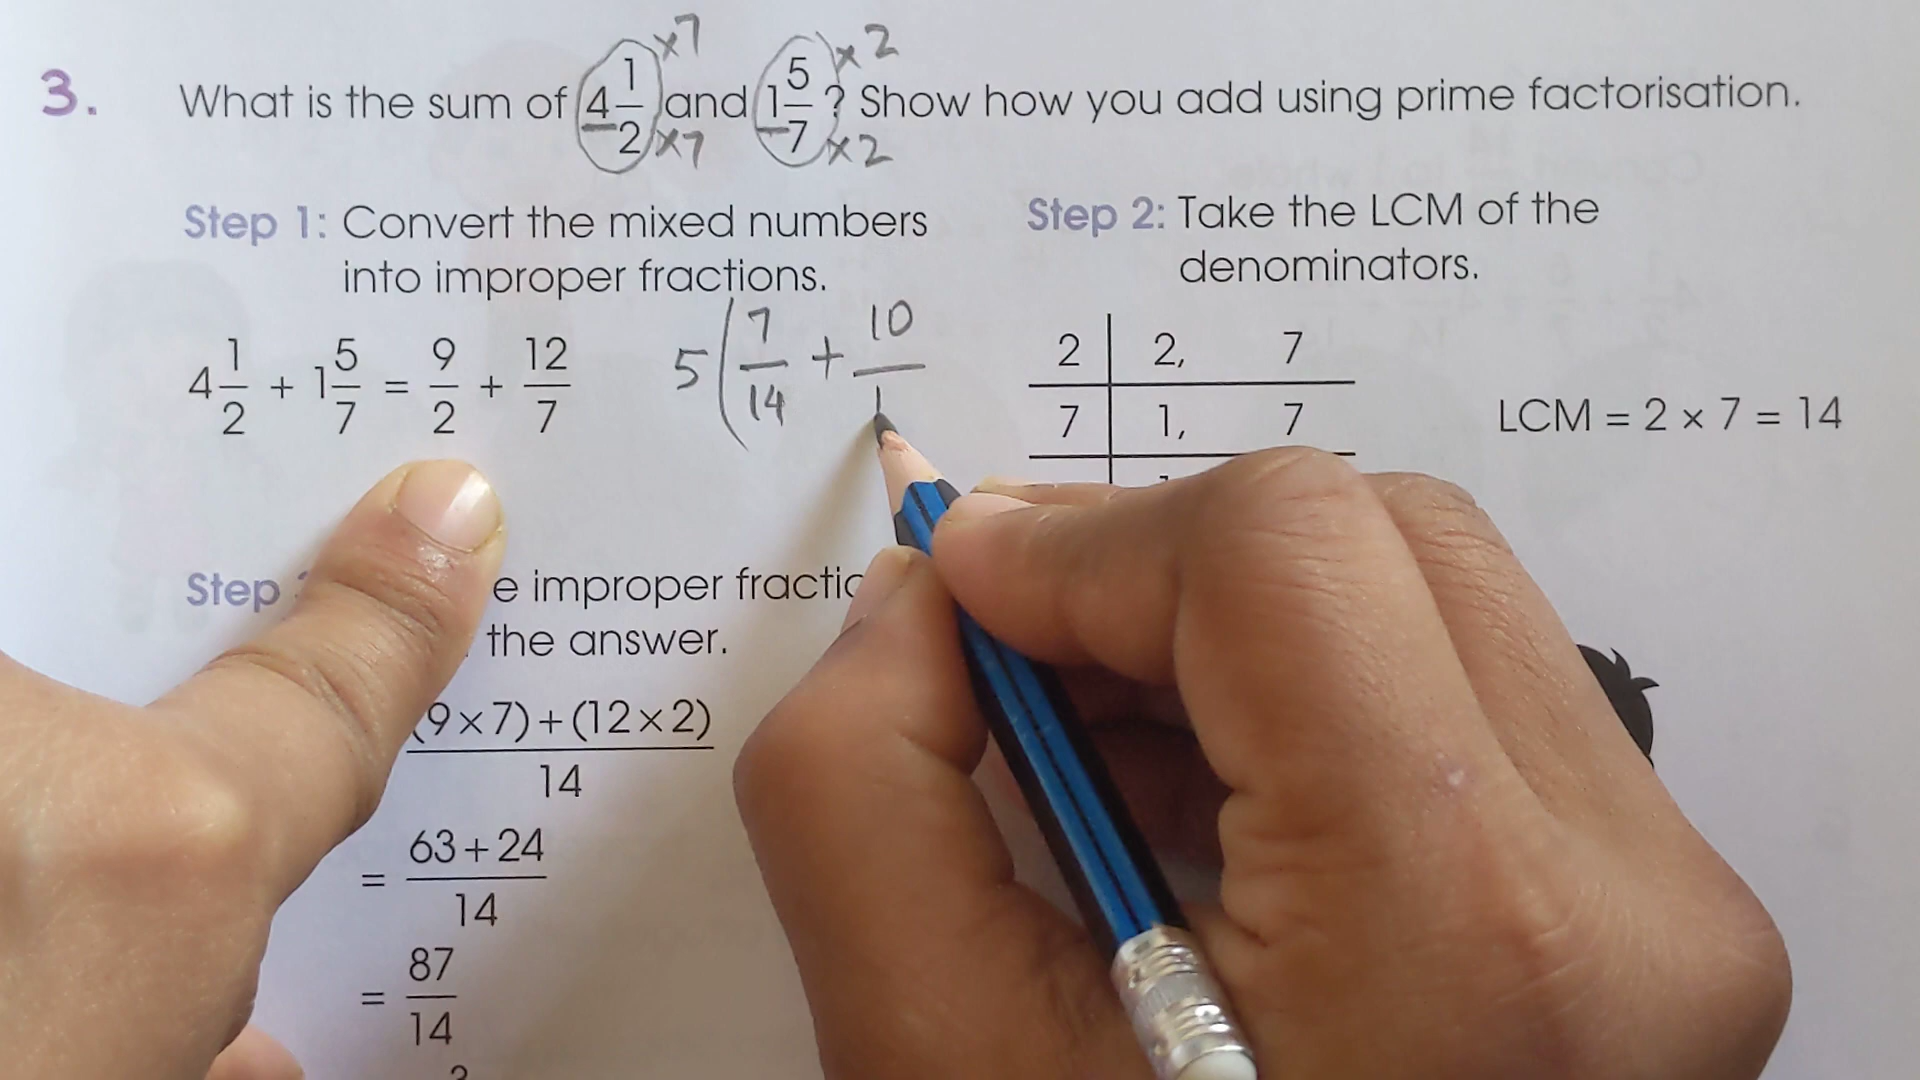 ×7 ×2
3. What is the sum of 4 1/2 and 1 5/7? Show how you add using prime factorisation.
×7 ×2
Step 1: Convert the mixed numbers
into improper fractions.
4 1/2 + 1 5/7 = 9/2 + 12/7
5 ( 7/14 + 10/1
Step 2: Take the LCM of the
denominators.
2 | 2, 7
7 | 1, 7
LCM = 2 × 7 = 14
Step e improper
the answer.
(9×7)+(12×2)/14
= 63+24/14
= 87/14